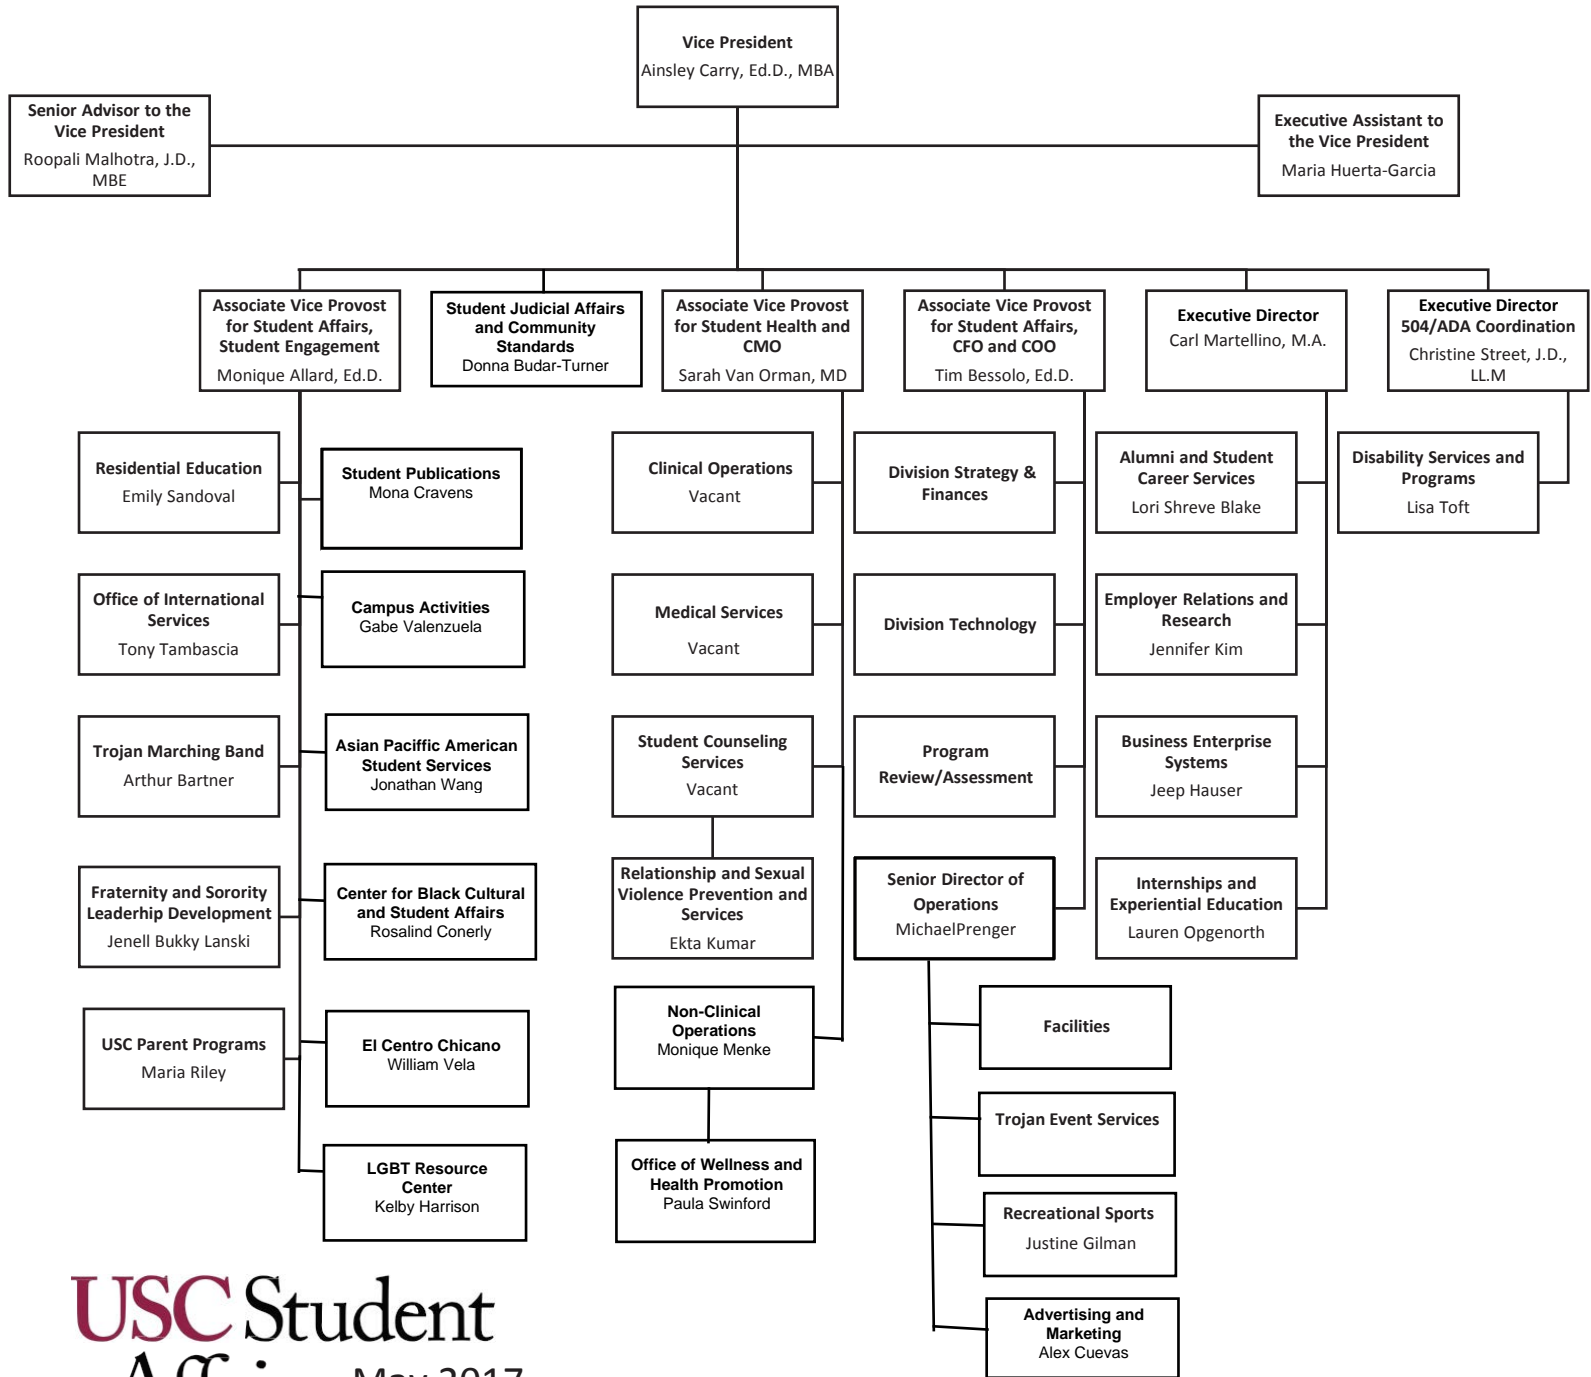 Vice President
Ainsley Carry, Ed.D., MBA
Senior Advisor to the
Vice President
Roopali Malhotra, J.D.,
MBE
Executive Assistant to
the Vice President
Maria Huerta-Garcia
Associate Vice Provost
for Student Affairs,
Student Engagement
Monique Allard, Ed.D.
Student Judicial Affairs
and Community
Standards
Donna Budar-Turner
Associate Vice Provost
for Student Health and
CMO
Sarah Van Orman, MD
Associate Vice Provost
for Student Affairs,
CFO and COO
Tim Bessolo, Ed.D.
Executive Director
Carl Martellino, M.A.
Executive Director
504/ADA Coordination
Christine Street, J.D.,
LL.M
Residential Education
Emily Sandoval
Student Publications
Mona Cravens
Clinical Operations
Vacant
Division Strategy &
Finances
Alumni and Student
Career Services
Lori Shreve Blake
Disability Services and
Programs
Lisa Toft
Office of International
Services
Tony Tambascia
Campus Activities
Gabe Valenzuela
Medical Services
Vacant
Division Technology
Employer Relations and
Research
Jennifer Kim
Trojan Marching Band
Arthur Bartner
Asian Paciffic American
Student Services
Jonathan Wang
Student Counseling
Services
Vacant
Program
Review/Assessment
Business Enterprise
Systems
Jeep Hauser
Fraternity and Sorority
Leaderhip Development
Jenell Bukky Lanski
Center for Black Cultural
and Student Affairs
Rosalind Conerly
Relationship and Sexual
Violence Prevention and
Services
Ekta Kumar
Senior Director of
Operations
MichaelPrenger
Internships and
Experiential Education
Lauren Opgenorth
USC Parent Programs
Maria Riley
El Centro Chicano
William Vela
Non-Clinical
Operations
Monique Menke
Facilities
Trojan Event Services
LGBT Resource
Center
Kelby Harrison
Office of Wellness and
Health Promotion
Paula Swinford
Recreational Sports
Justine Gilman
Advertising and
Marketing
Alex Cuevas
USC Student
Affairs May 2017